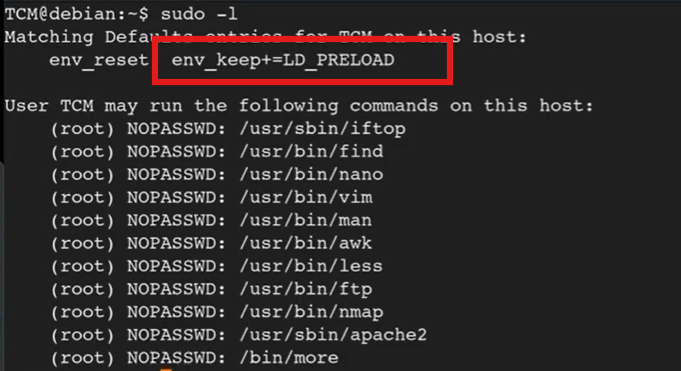 TCM@debian:~$ sudo -l
Matching Defaults entries for TCM on this host:
env_reset, env_keep+=LD_PRELOAD
User TCM may run the following commands on this host:
(root) NOPASSWD: /usr/sbin/iftop
(root) NOPASSWD: /usr/bin/find
(root) NOPASSWD: /usr/bin/nano
(root) NOPASSWD: /usr/bin/vim
(root) NOPASSWD: /usr/bin/man
(root) NOPASSWD: /usr/bin/awk
(root) NOPASSWD: /usr/bin/less
(root) NOPASSWD: /usr/bin/ftp
(root) NOPASSWD: /usr/bin/nmap
(root) NOPASSWD: /usr/sbin/apache2
(root) NOPASSWD: /bin/more